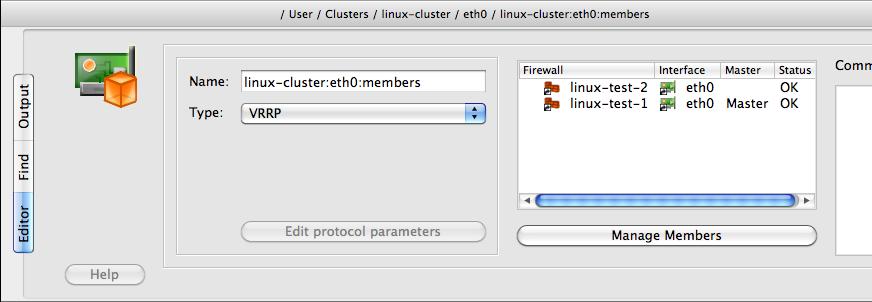 / User / Clusters / linux-cluster / eth0 / linux-cluster:eth0:members
Output
Find
Editor
Name: linux-cluster:eth0:members
Type: VRRP
Edit protocol parameters
Help
Firewall Interface Master Status
linux-test-2 eth0 OK
linux-test-1 eth0 Master OK
Manage Members
Comm